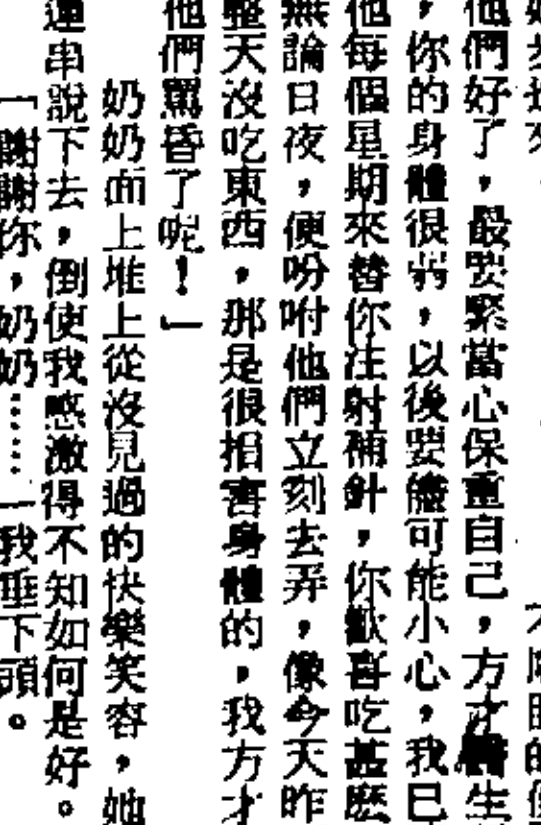 她恭進來，
他們好了，最要緊當心保重自己，方才醫生
，你的身體很弱，以後要儘可能小心，我已
他每個星期來替你注射補針，你歡喜吃甚麼
無論日夜，便吩咐他們立刻去弄，像今天昨
整天沒吃東西，那是很損害身體的，我方才
他們罵昏了呢！」
奶奶面上堆上從沒見過的快樂笑容，她
連串說下去，倒使我感激得不知如何是好。
「謝謝你，奶奶……」我垂下頭。